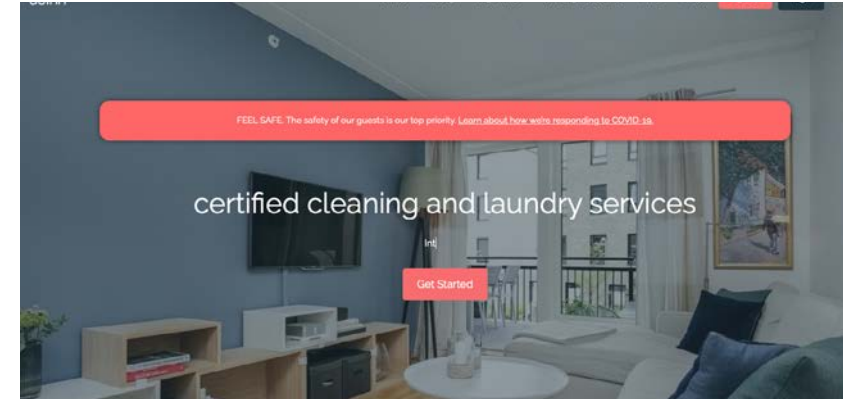 FEEL SAFE. The safety of our guests is our top priority. Learn about how we're responding to COVID-19.
certified cleaning and laundry services
Int
Get Started